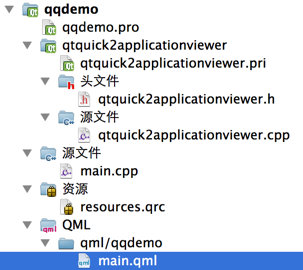 qqdemo
qqdemo.pro
qtquick2applicationviewer
qtquick2applicationviewer.pri
头文件
qtquick2applicationviewer.h
源文件
qtquick2applicationviewer.cpp
源文件
main.cpp
资源
resources.qrc
QML
qml/qqdemo
main.qml